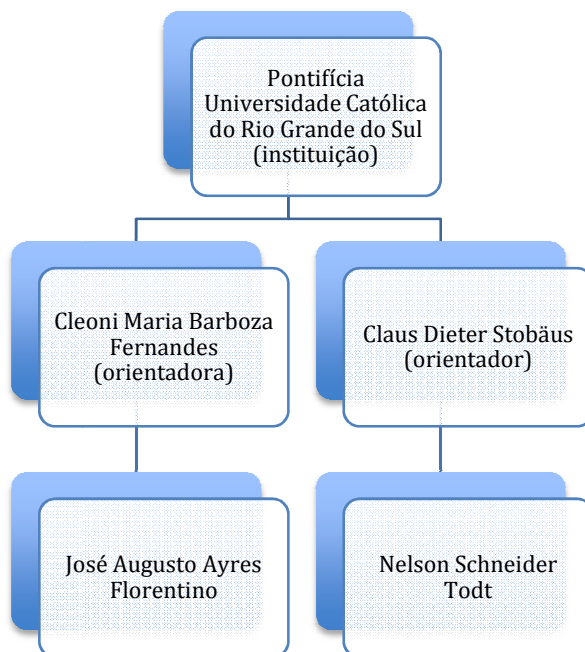 Pontifícia
Universidade Católica
do Rio Grande do Sul
(instituição)
Cleoni Maria Barboza
Fernandes
(orientadora)
Claus Dieter Stobäus
(orientador)
José Augusto Ayres
Florentino
Nelson Schneider
Todt